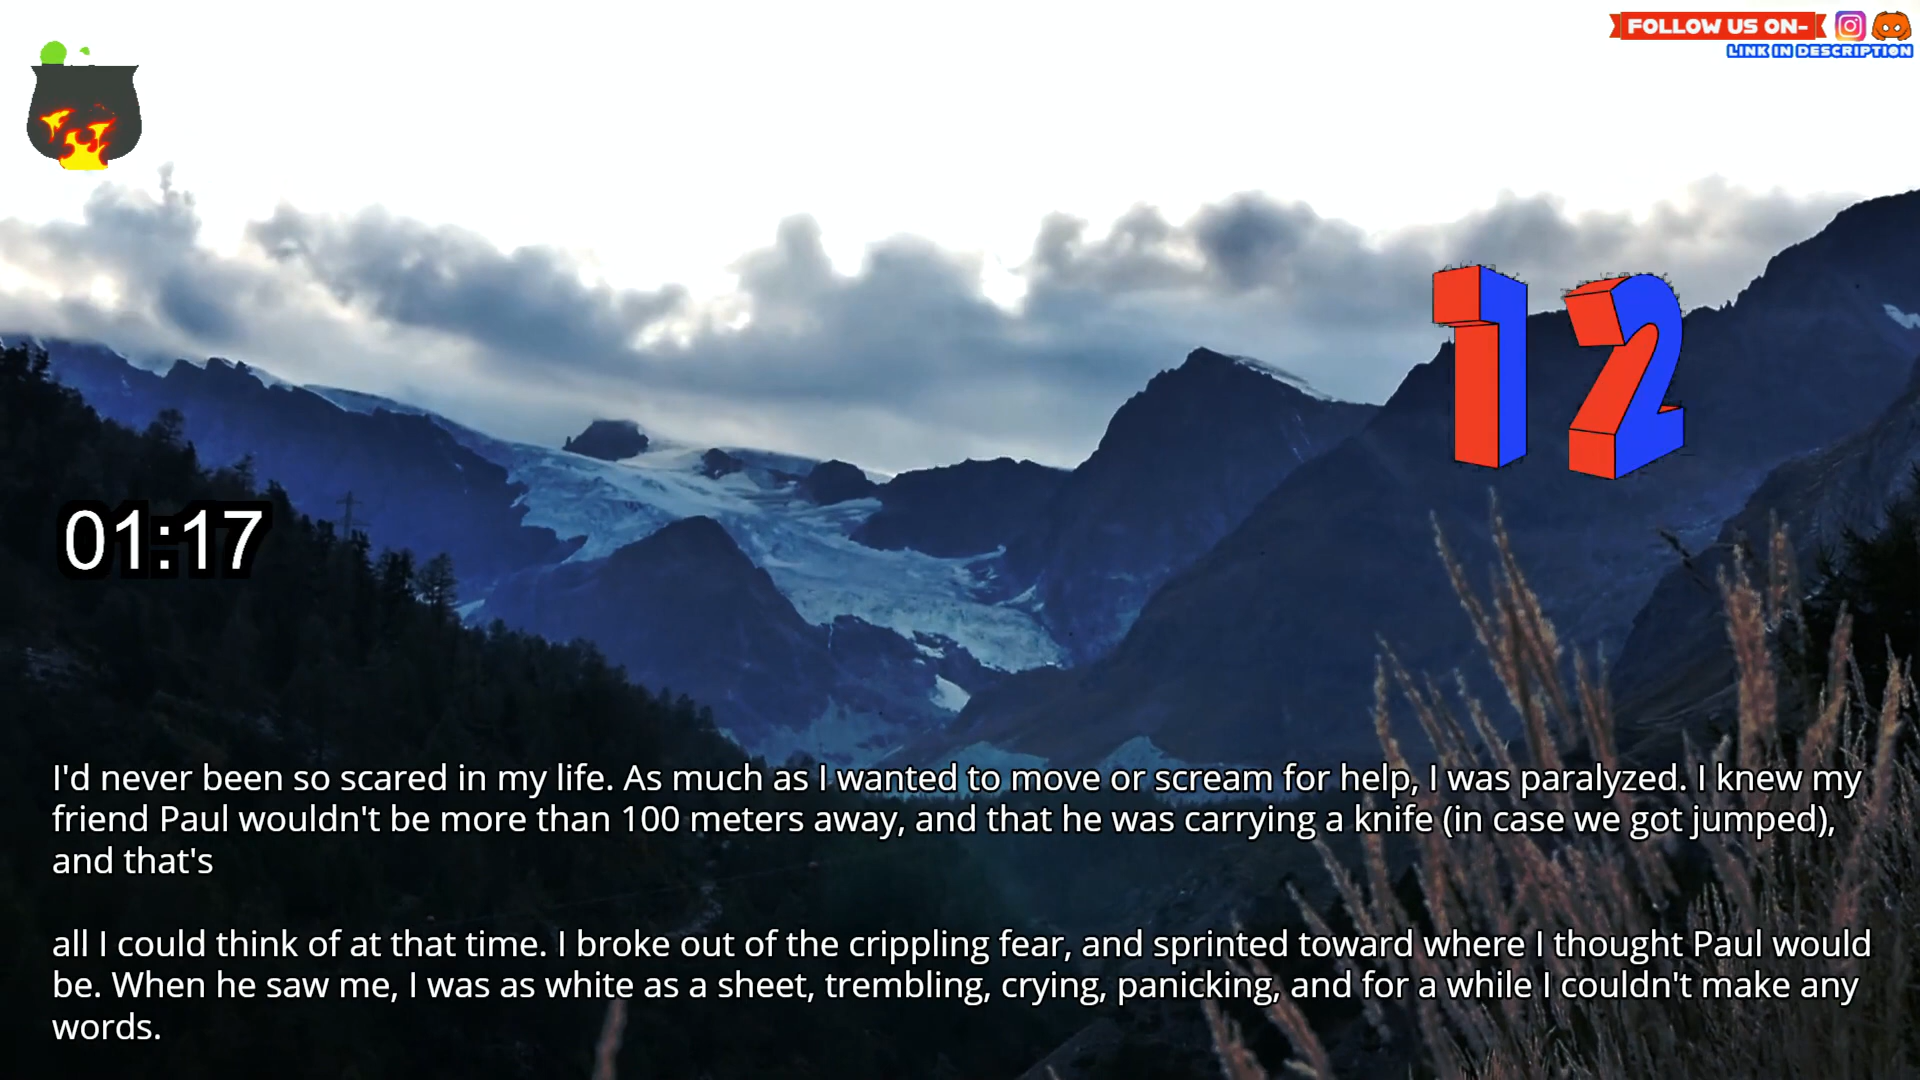 FOLLOW US ON-
LINK IN DESCRIPTION
12
01:17
I'd never been so scared in my life. As much as I wanted to move or scream for help, I was paralyzed. I knew my
friend Paul wouldn't be more than 100 meters away, and that he was carrying a knife (in case we got jumped),
and that's
all I could think of at that time. I broke out of the crippling fear, and sprinted toward where I thought Paul would
be. When he saw me, I was as white as a sheet, trembling, crying, panicking, and for a while I couldn't make any
words.